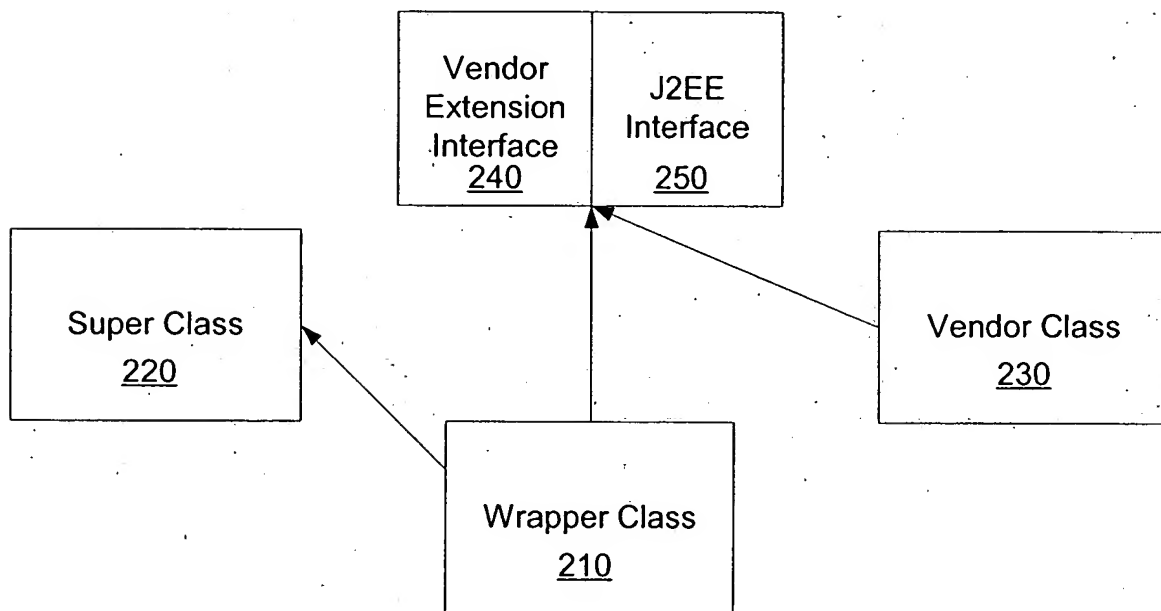 Vendor
Extension
Interface
240
J2EE
Interface
250
Super Class
220
Vendor Class
230
Wrapper Class
210